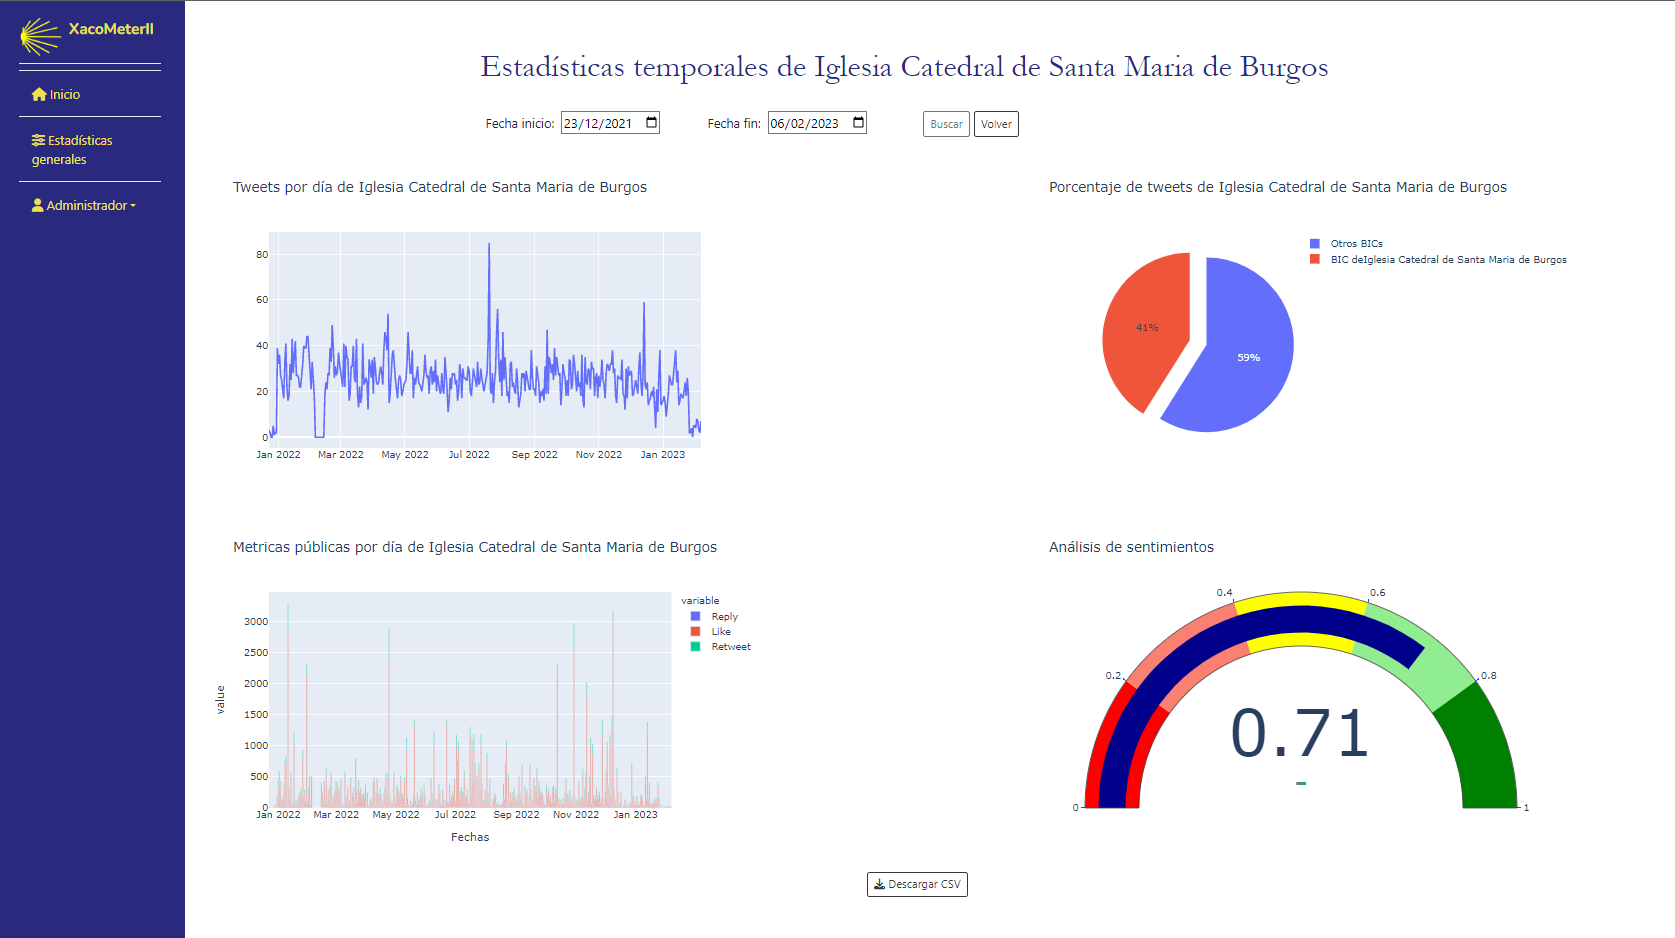 XacoMeterII
Inicio
Estadísticas
generales
Administrador
Estadísticas temporales de Iglesia Catedral de Santa Maria de Burgos
Fecha inicio: 23/12/2021 Fecha fin: 06/02/2023 Buscar Volver
Tweets por día de Iglesia Catedral de Santa Maria de Burgos
80
60
40
20
0
Jan 2022 Mar 2022 May 2022 Jul 2022 Sep 2022 Nov 2022 Jan 2023
Porcentaje de tweets de Iglesia Catedral de Santa Maria de Burgos
Otros BICs
BIC deIglesia Catedral de Santa Maria de Burgos
41%
59%
Metricas públicas por día de Iglesia Catedral de Santa Maria de Burgos
variable
Reply
Like
Retweet
value
3000
2500
2000
1500
1000
500
0
Jan 2022 Mar 2022 May 2022 Jul 2022 Sep 2022 Nov 2022 Jan 2023
Fechas
Análisis de sentimientos
0.4 0.6
0.2 0.8
0.71
-
0 1
Descargar CSV